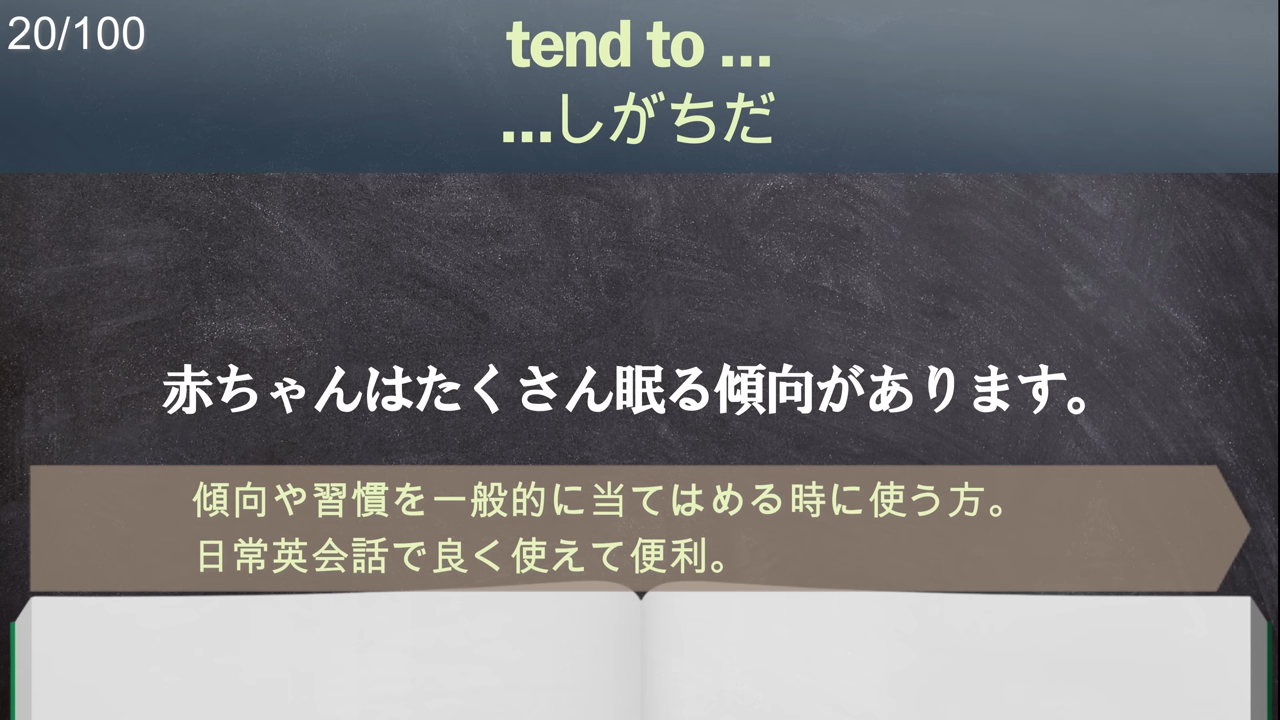 20/100
tend to ...
...しがちだ
赤ちゃんはたくさん眠る傾向があります。
傾向や習慣を一般的に当てはめる時に使う方。
日常英会話で良く使えて便利。